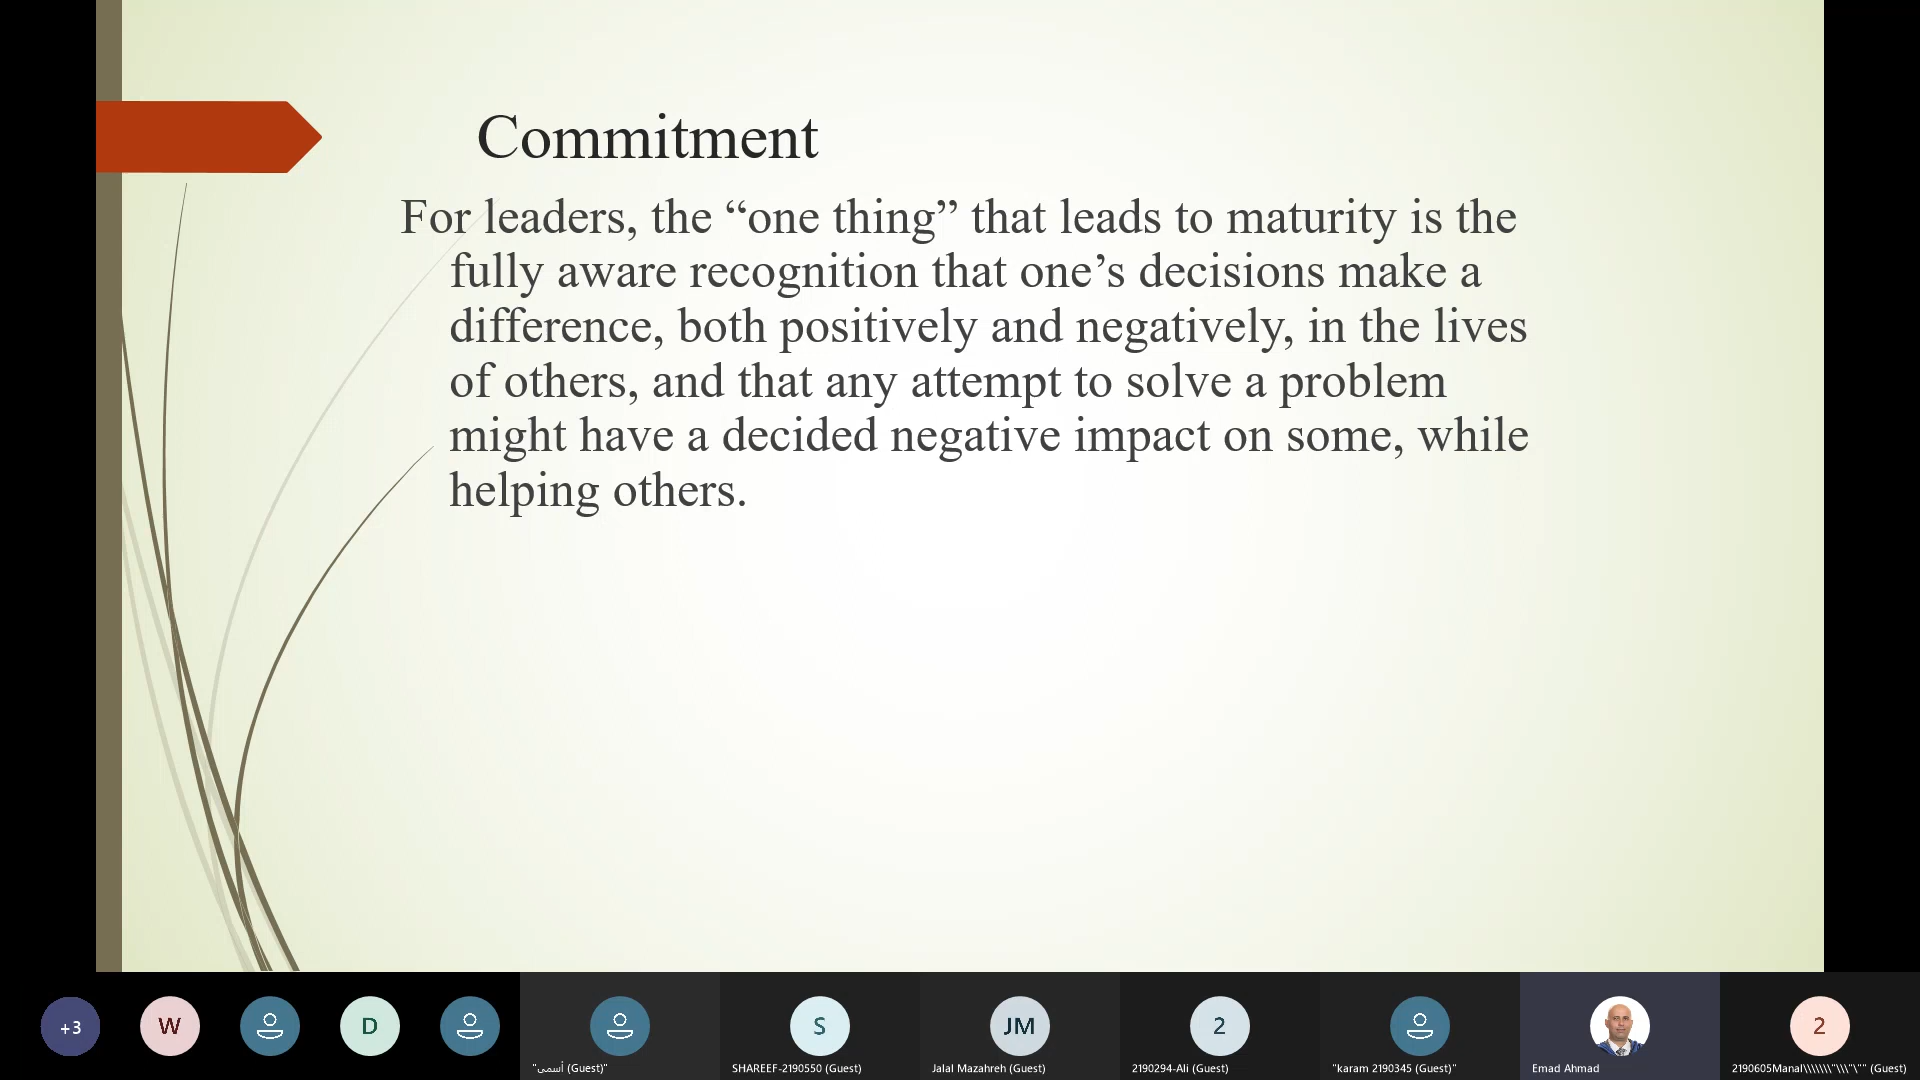 Commitment
For leaders, the “one thing” that leads to maturity is the
fully aware recognition that one’s decisions make a
difference, both positively and negatively, in the lives
of others, and that any attempt to solve a problem
might have a decided negative impact on some, while
helping others.
+3
W
D
S
JM
2
2
"أسمى (Guest)"
SHAREEF-2190550 (Guest)
Jalal Mazahreh (Guest)
2190294-Ali (Guest)
"karam 2190345 (Guest)"
Emad Ahmad
2190605Manal\\\\\\\"\\\"\"" (Guest)